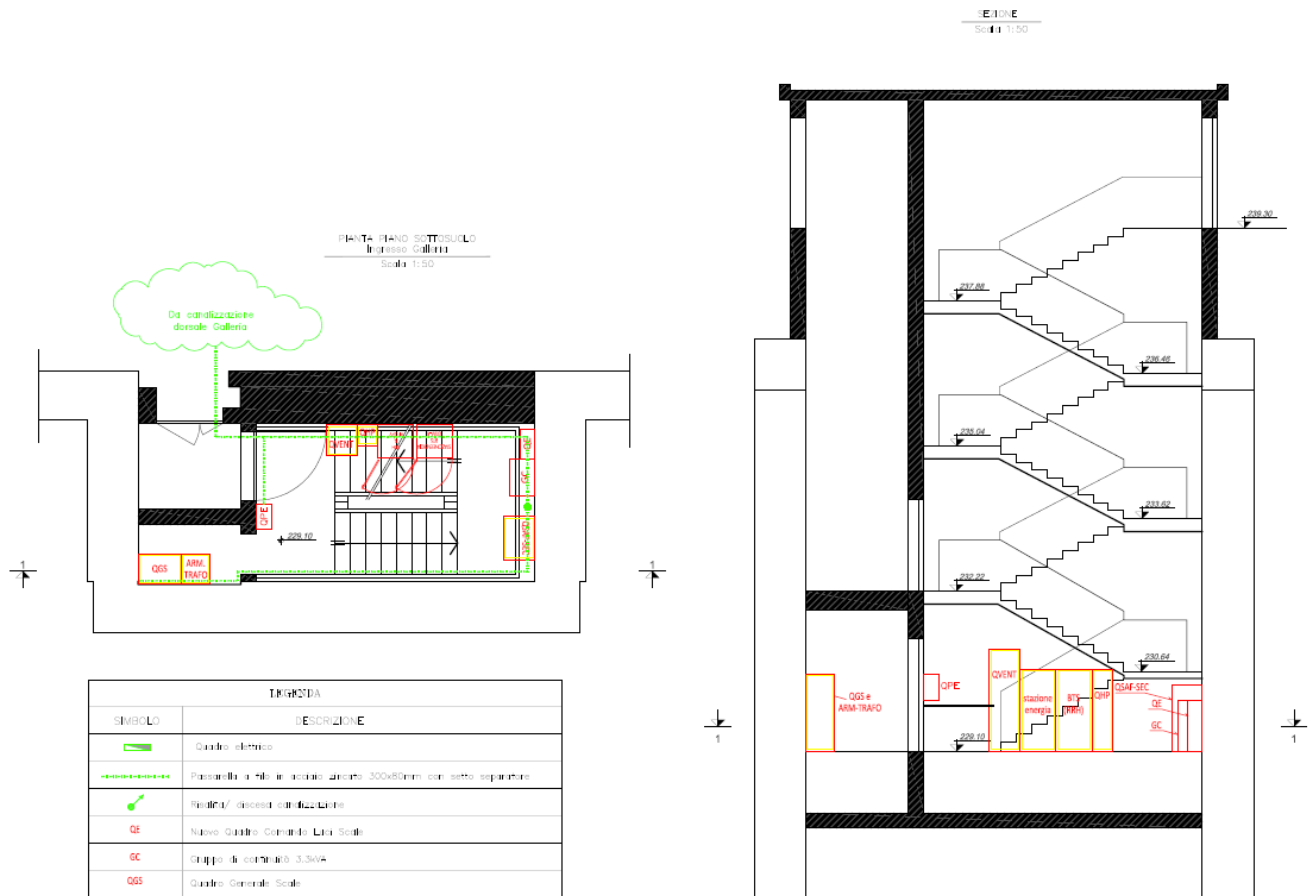 SEZIONE
Scala 1:50
PIANTA PIANO SOTTOSUOLO
Ingresso Galleria
Scala 1:50
Da canalizzazione
dorsale Galleria
QVENT
QHP
QE
GC
QPE
229.10
QGS
ARM.
TRAFO
1
1
239.30
237.88
236.46
235.04
233.62
232.22
230.64
QGS e
ARM-TRAFO
QPE
QVENT
stazione
energia
BTS
(RRH)
QHP
QSAF-SEC
QE
GC
229.10
1
1
LEGENDA
SIMBOLO
DESCRIZIONE
Quadro elettrico
Passarella a filo in acciaio zincato 300x80mm con setto separatore
Risalita/ discesa canalizzazione
QE
Nuovo Quadro Comando Luci Scale
GC
Gruppo di continuità 3.3kVA
QGS
Quadro Generale Scale